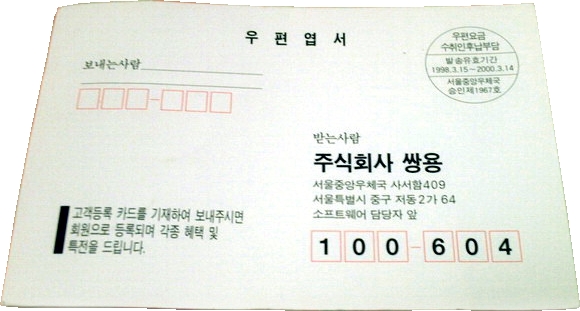 우편엽서
우편요금
수취인후납부담
발송유효기간
1998.3.15~2000.3.14
서울중앙우체국
승인제1967호
보내는사람
받는사람
주식회사 쌍용
서울중앙우체국 사서함409
서울특별시 중구 저동2가 64
소프트웨어 담당자 앞
100-604
고객등록 카드를 기재하여 보내주시면
회원으로 등록되며 각종 혜택 및
특전을 드립니다.